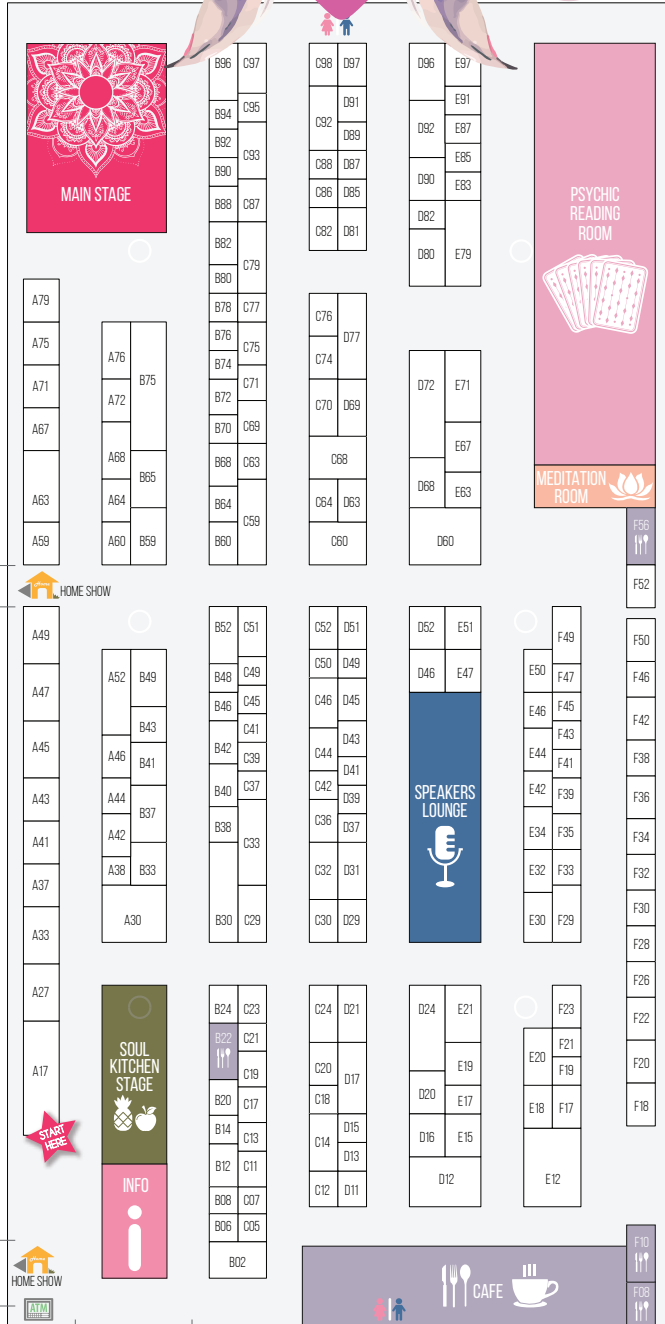 MAIN STAGE
PSYCHIC
READING
ROOM
MEDITATION
ROOM
A79
A75
A71
A67
A63
A59
A76
A72
A68
A64
A60
B75
B65
B59
B96
B94
B92
B90
B88
B82
B80
B78
B76
B74
B72
B70
B68
B64
B60
C97
C95
C93
C87
C79
C77
C75
C71
C69
C63
C59
C98
C92
C88
C86
C82
D97
D91
D89
D87
D85
D81
C76
C74
C70
C68
C64
C60
D77
D69
D63
D96
D92
D90
D82
D80
E97
E91
E87
E85
E83
E79
D72
D68
D60
E71
E67
E63
F56
F52
Home
HOME SHOW
A49
A47
A45
A43
A41
A37
A33
A27
A17
START
HERE
A52
A46
A44
A42
A38
A30
B49
B43
B41
B37
B33
B52
B48
B46
B42
B40
B38
B30
C51
C49
C45
C41
C39
C37
C33
C29
C52
C50
C46
C44
C42
C36
C32
C30
D51
D49
D45
D43
D41
D39
D37
D31
D29
D52
D46
E51
E47
SPEAKERS
LOUNGE
E50
E46
E44
E42
E34
E32
E30
F49
F47
F45
F43
F41
F39
F35
F33
F29
F50
F46
F42
F38
F36
F34
F32
F30
F28
F26
F22
F20
F18
SOUL
KITCHEN
STAGE
INFO
B24
B22
B20
B14
B12
B08
B06
B02
C23
C21
C19
C17
C13
C11
C07
C05
C24
C20
C18
C14
C12
D21
D17
D15
D13
D11
D24
D20
D16
D12
E21
E19
E17
E15
E20
E18
E12
F23
F21
F19
F17
F10
F08
CAFE
Home
HOME SHOW
ATM